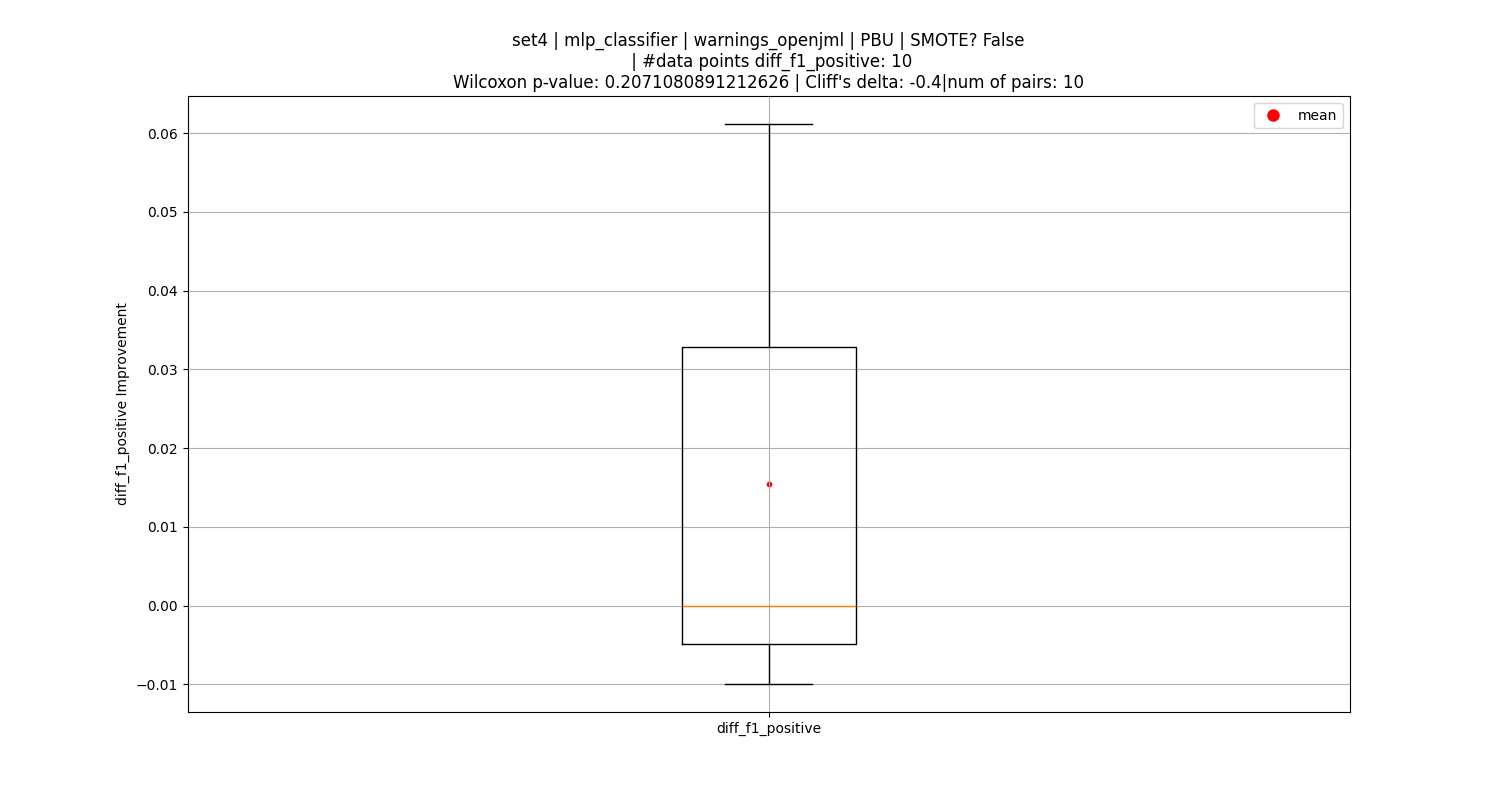 set4 | mlp_classifier | warnings_openjml | PBU | SMOTE? False
| #data points diff_f1_positive: 10
Wilcoxon p-value: 0.2071080891212626 | Cliff's delta: -0.4|num of pairs: 10
mean
0.06
0.05
0.04
0.03
0.02
0.01
0.00
−0.01
diff_f1_positive Improvement
diff_f1_positive